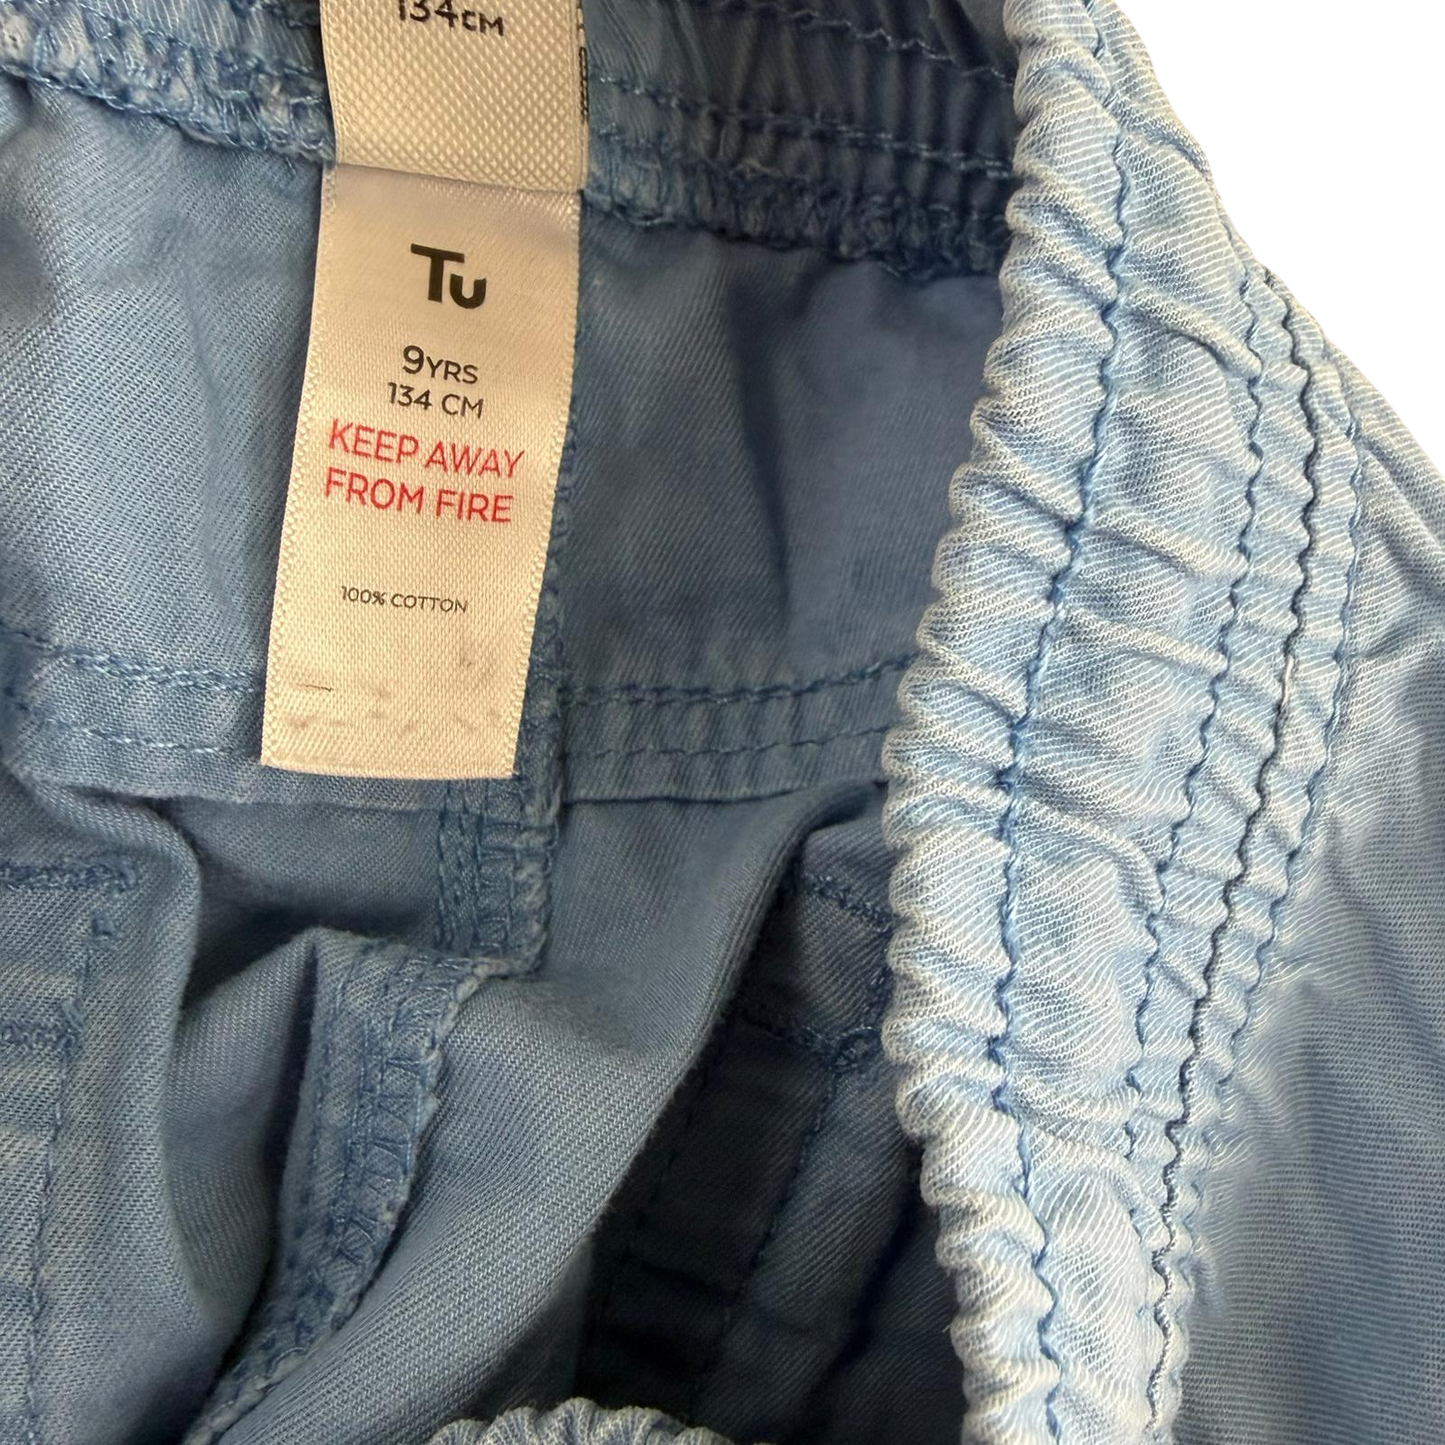 134CM
Tu
9YRS
134 CM
KEEP AWAY
FROM FIRE
100% COTTON